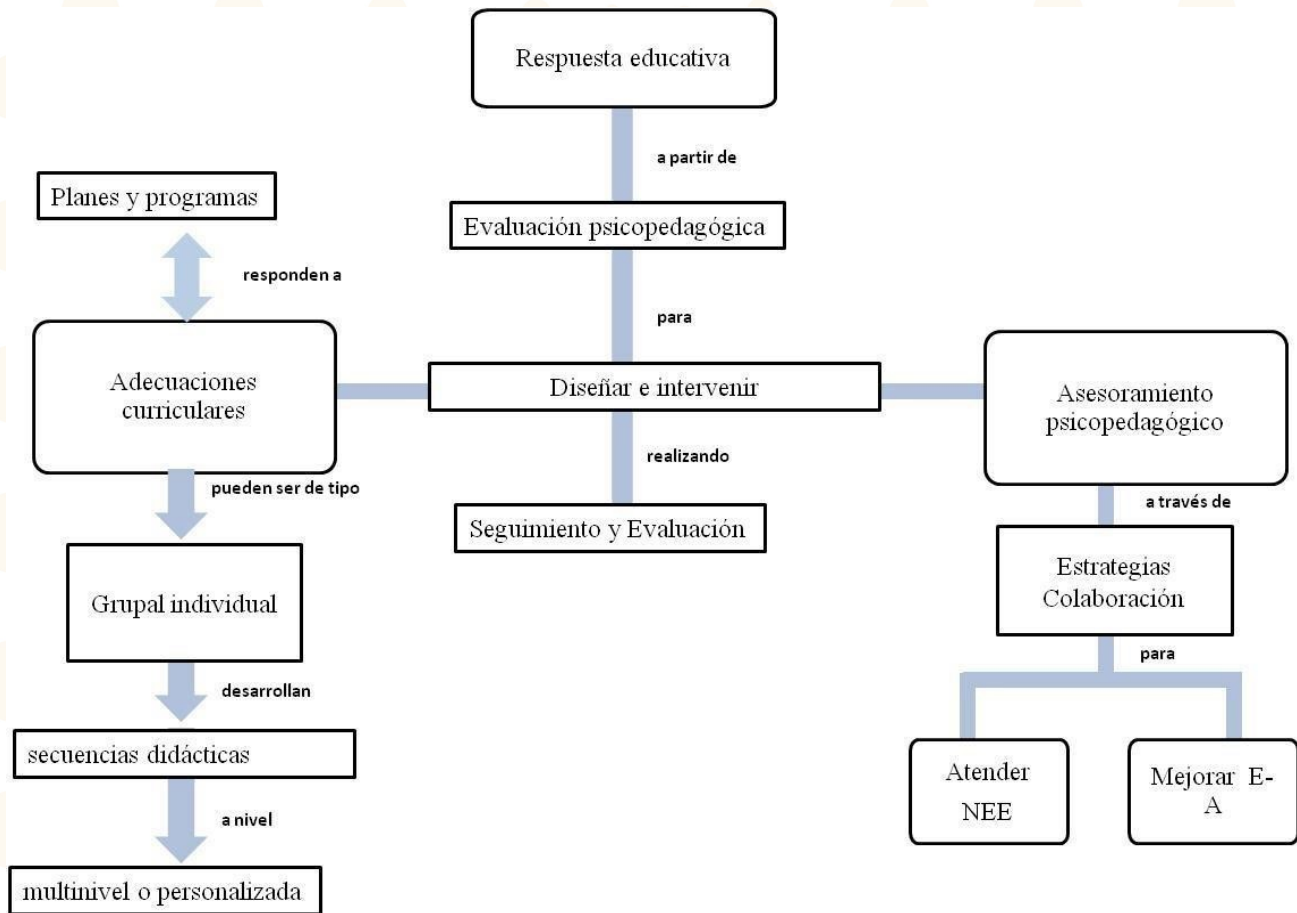 Respuesta educativa
a partir de
Planes y programas
Evaluación psicopedagógica
responden a
para
Adecuaciones
curriculares
Diseñar e intervenir
Asesoramiento
psicopedagógico
realizando
pueden ser de tipo
a través de
Seguimiento y Evaluación
Grupal individual
Estrategias
Colaboración
para
desarrollan
secuencias didácticas
Atender
NEE
Mejorar E-
A
a nivel
multinivel o personalizada